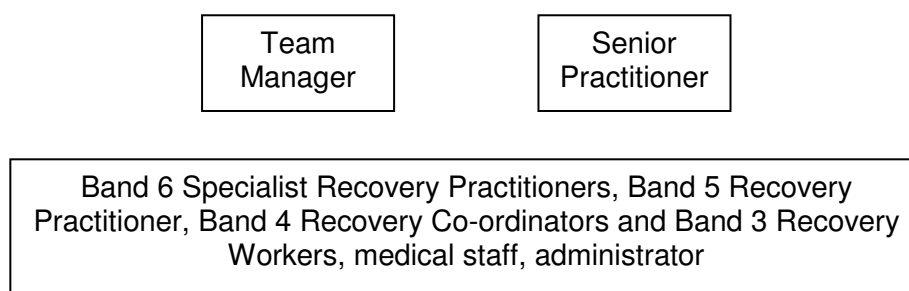 Team
Manager
Senior
Practitioner
Band 6 Specialist Recovery Practitioners, Band 5 Recovery
Practitioner, Band 4 Recovery Co-ordinators and Band 3 Recovery
Workers, medical staff, administrator